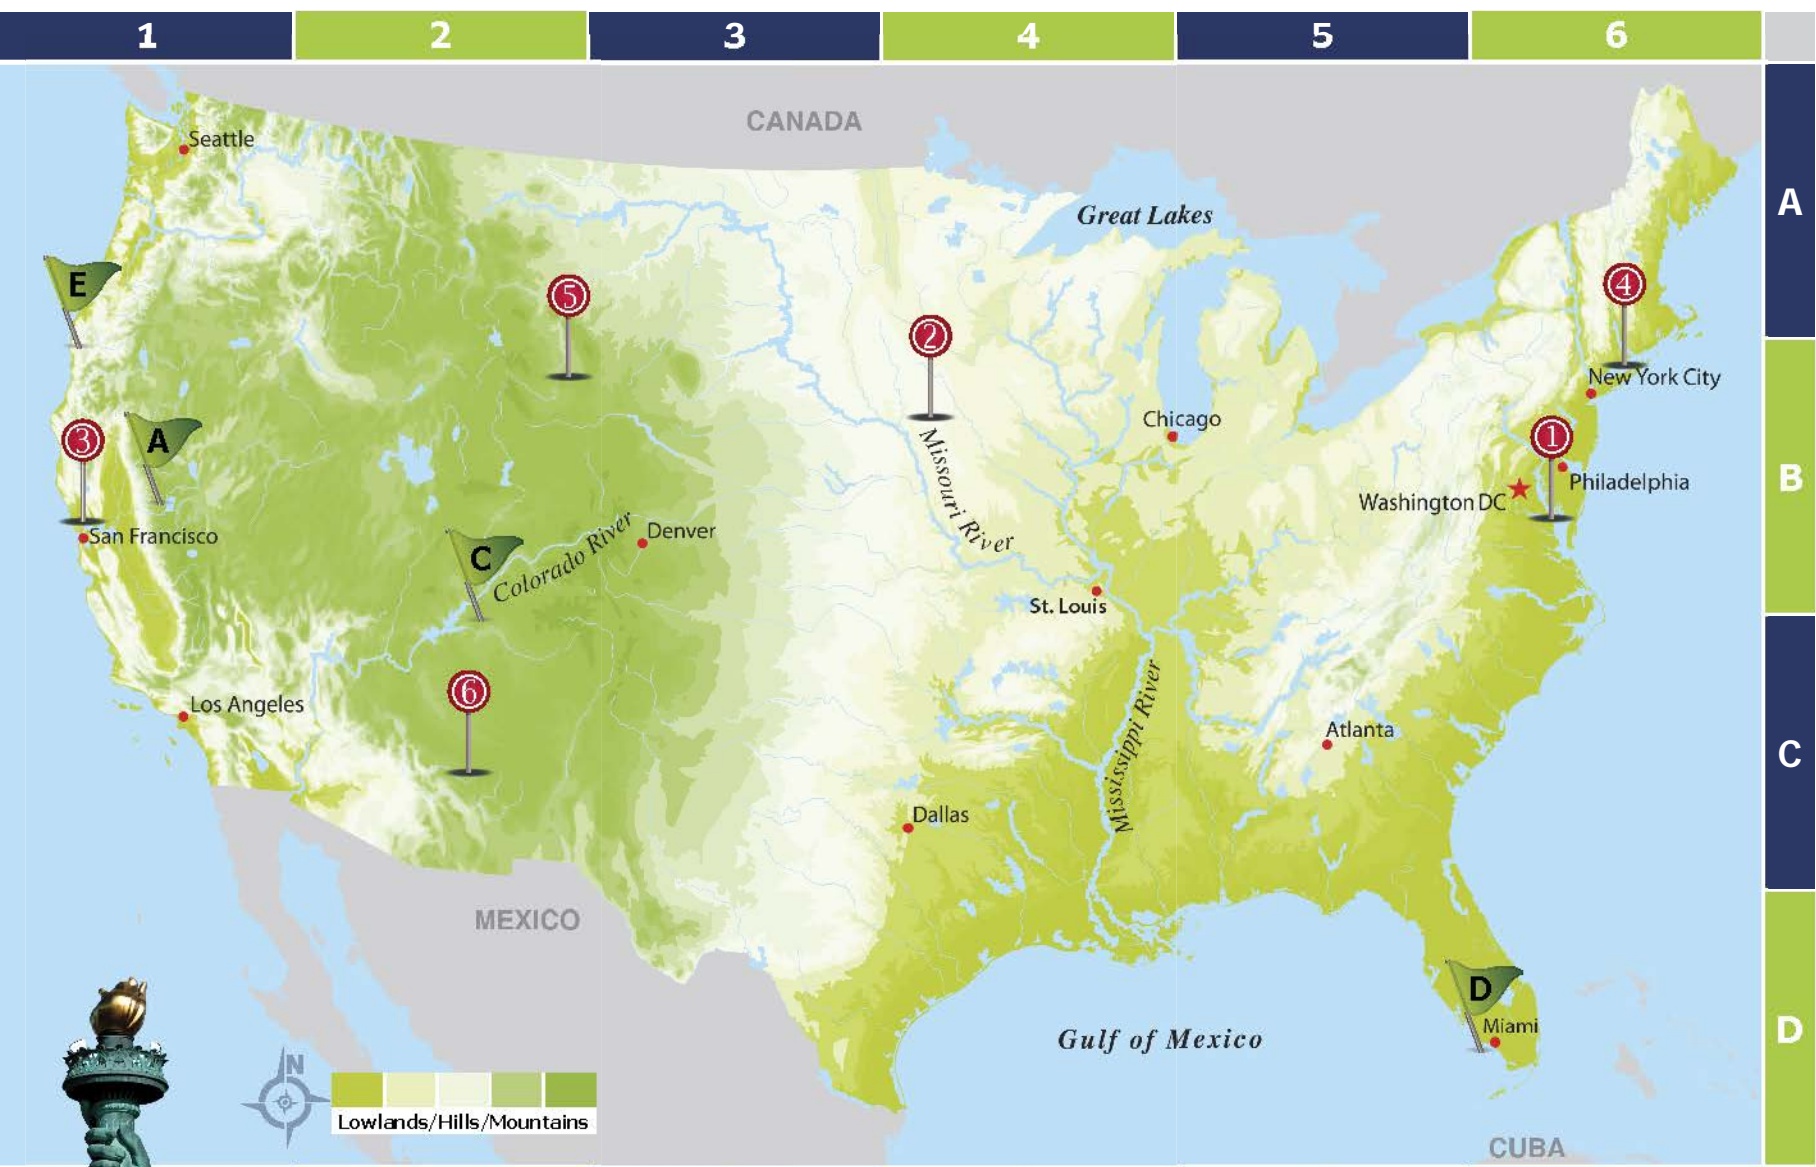 1 2 3 4 5 6
CANADA
Seattle
A
Great Lakes
E
5
4
2
New York City
3
A
Chicago
1
Missouri River
B
Philadelphia
Washington DC
San Francisco
Denver
C
Colorado River
St. Louis
6
Los Angeles
Mississippi River
Atlanta
C
Dallas
MEXICO
D
Miami
Gulf of Mexico
D
N
Lowlands/Hills/Mountains
CUBA